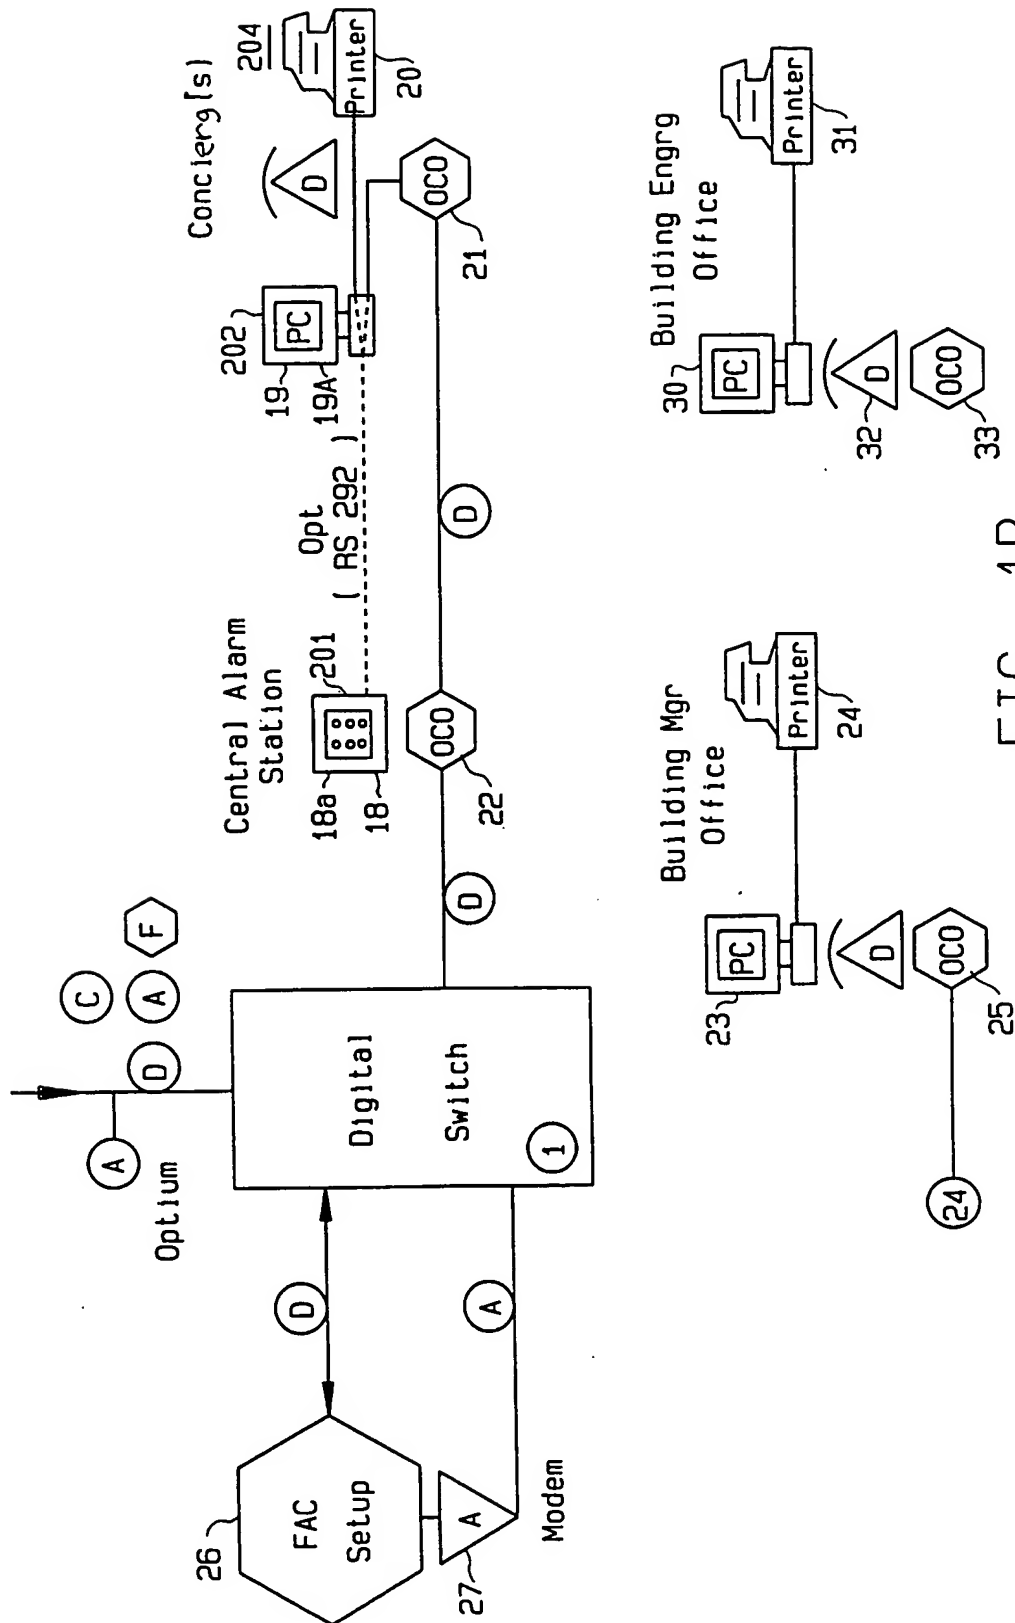 Optium
A
D
C
A
F
26
FAC
Setup
27
A
Modem
D
A
Digital
Switch
1
D
Central Alarm
Station
18a
201
18
OCO
22
Opt
( RS 292 )
D
Concierg(s)
202
19
PC
19A
D
204
Printer
20
OCO
21
Building Mgr
Office
23
PC
D
Printer
24
OCO
25
24
Building Engrg
Office
30
PC
D
32
Printer
31
OCO
33